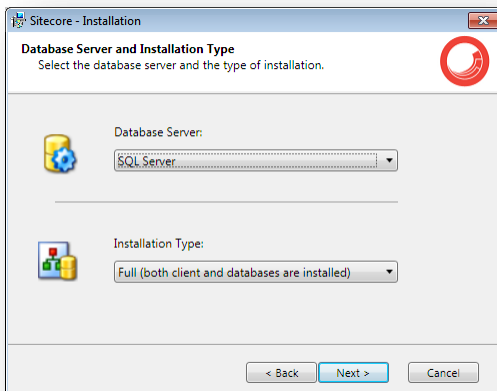 Sitecore - Installation
Database Server and Installation Type
Select the database server and the type of installation.
Database Server:
SQL Server
Installation Type:
Full (both client and databases are installed)
< Back
Next >
Cancel